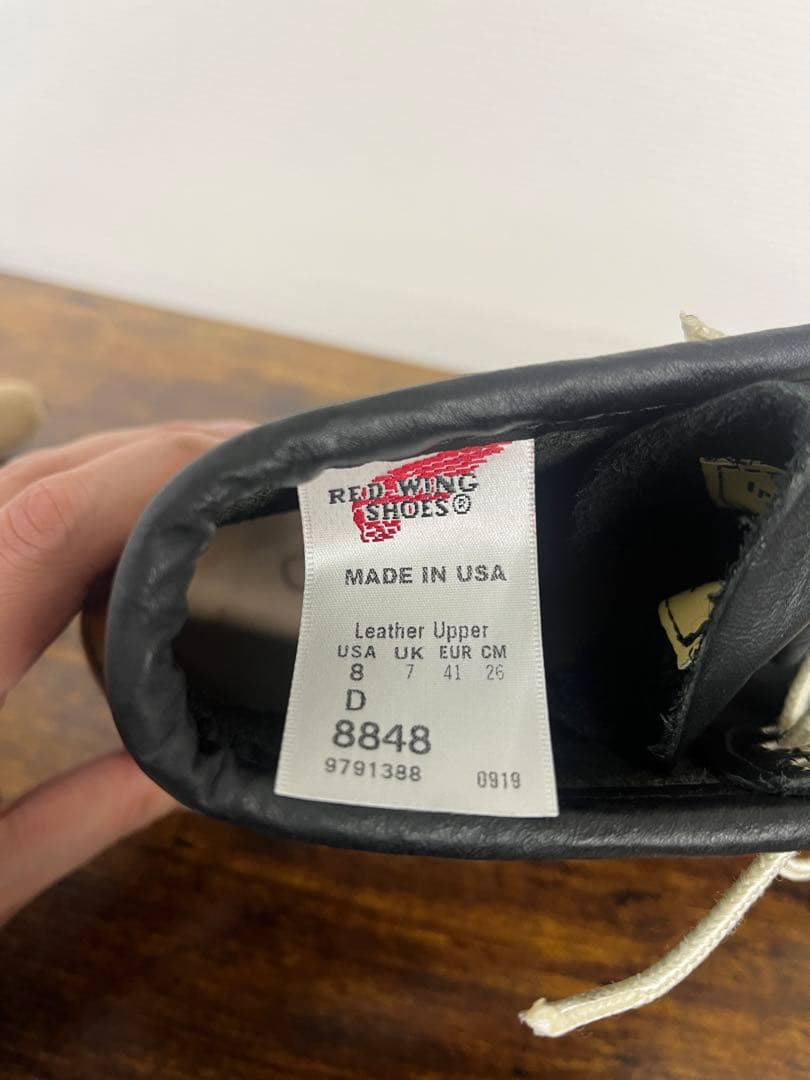 RED WING
SHOES®
MADE IN USA
Leather Upper
USA UK EUR CM
8 7 41 26
D
8848
9791388 0919